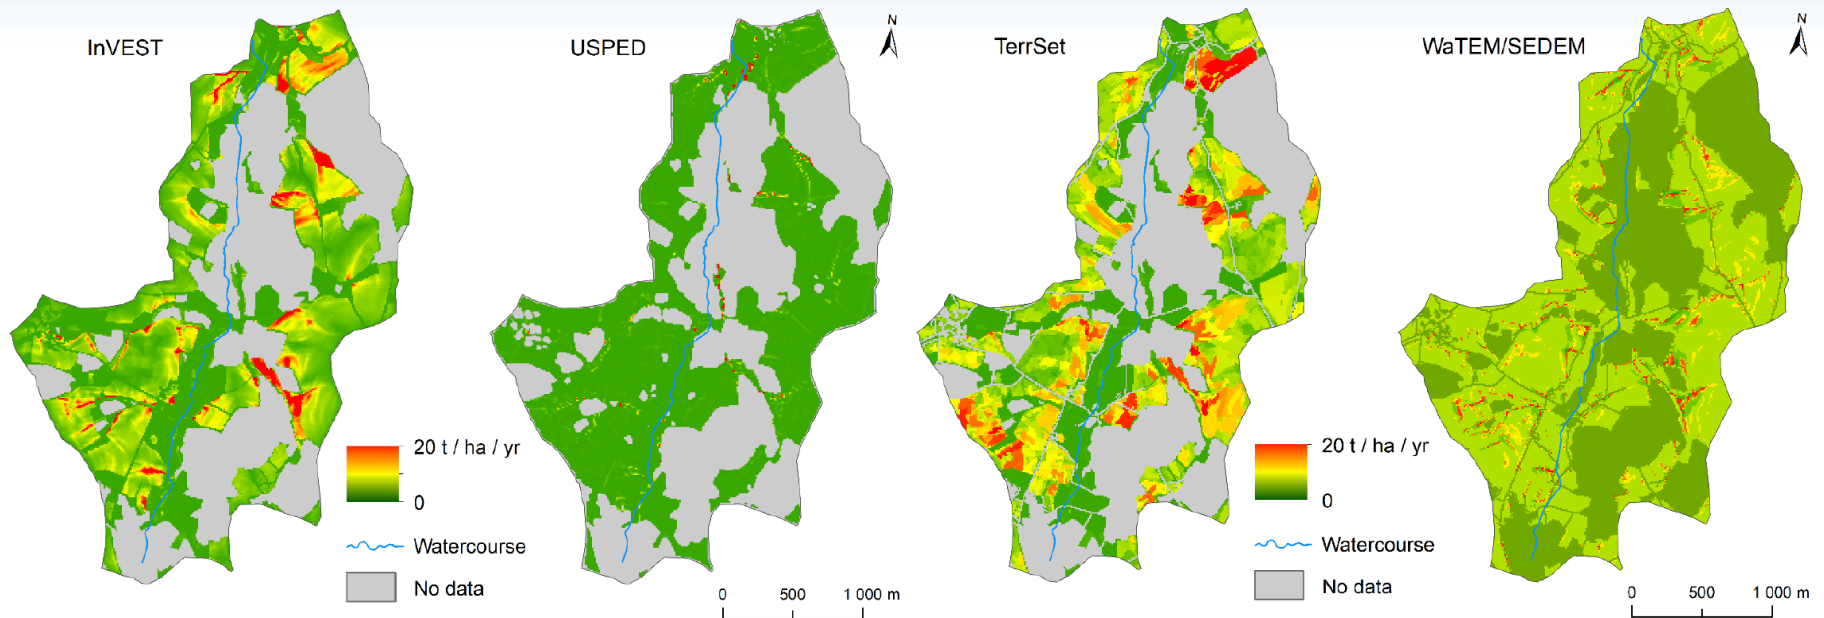 InVEST
USPED
N
TerrSet
WaTEM/SEDEM
N
20 t / ha / yr
0
Watercourse
No data
0 500 1 000 m
20 t / ha / yr
0
Watercourse
No data
0 500 1 000 m